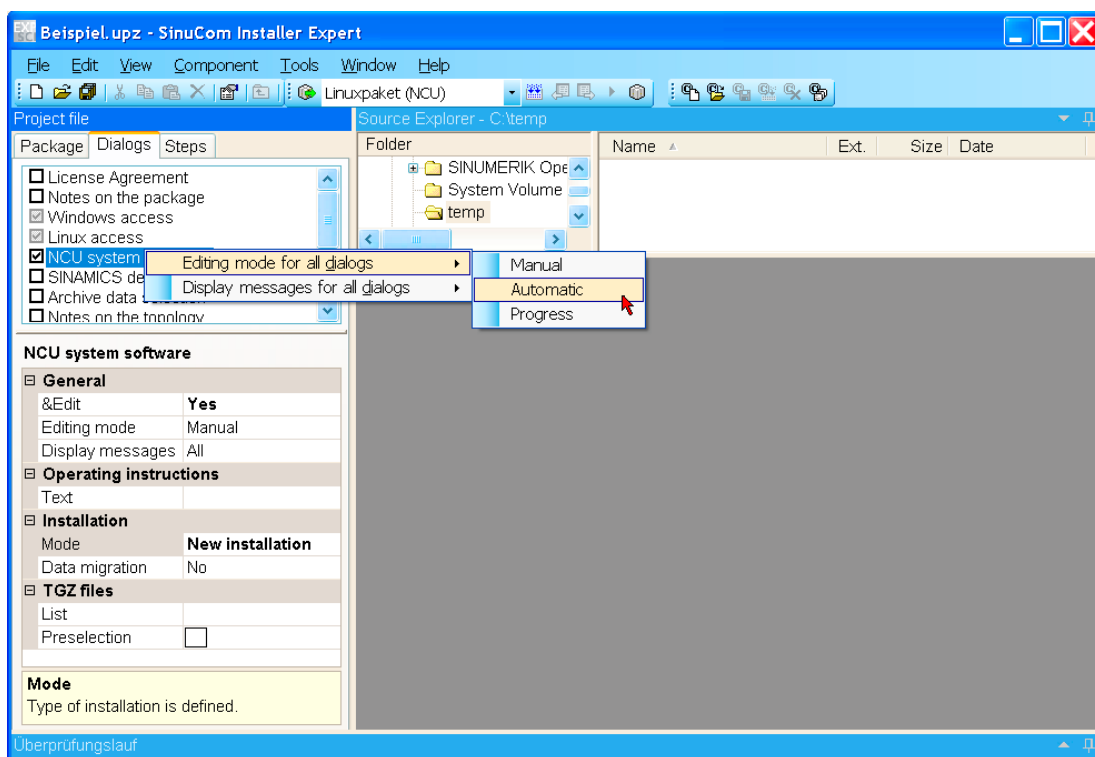 Beispiel.upz - SinuCom Installer Expert
File Edit View Component Tools Window Help
Linuxpaket (NCU)
Project file
Source Explorer - C:\temp
Package Dialogs Steps
Folder
Name Ext. Size Date
License Agreement
Notes on the package
Windows access
Linux access
NCU system
SINAMICS de
Archive data
Notes on the topology
SINUMERIK Ope
System Volume
temp
Editing mode for all dialogs
Display messages for all dialogs
Manual
Automatic
Progress
NCU system software
General
&Edit Yes
Editing mode Manual
Display messages All
Operating instructions
Text
Installation
Mode New installation
Data migration No
TGZ files
List
Preselection
Mode
Type of installation is defined.
Überprüfungslauf